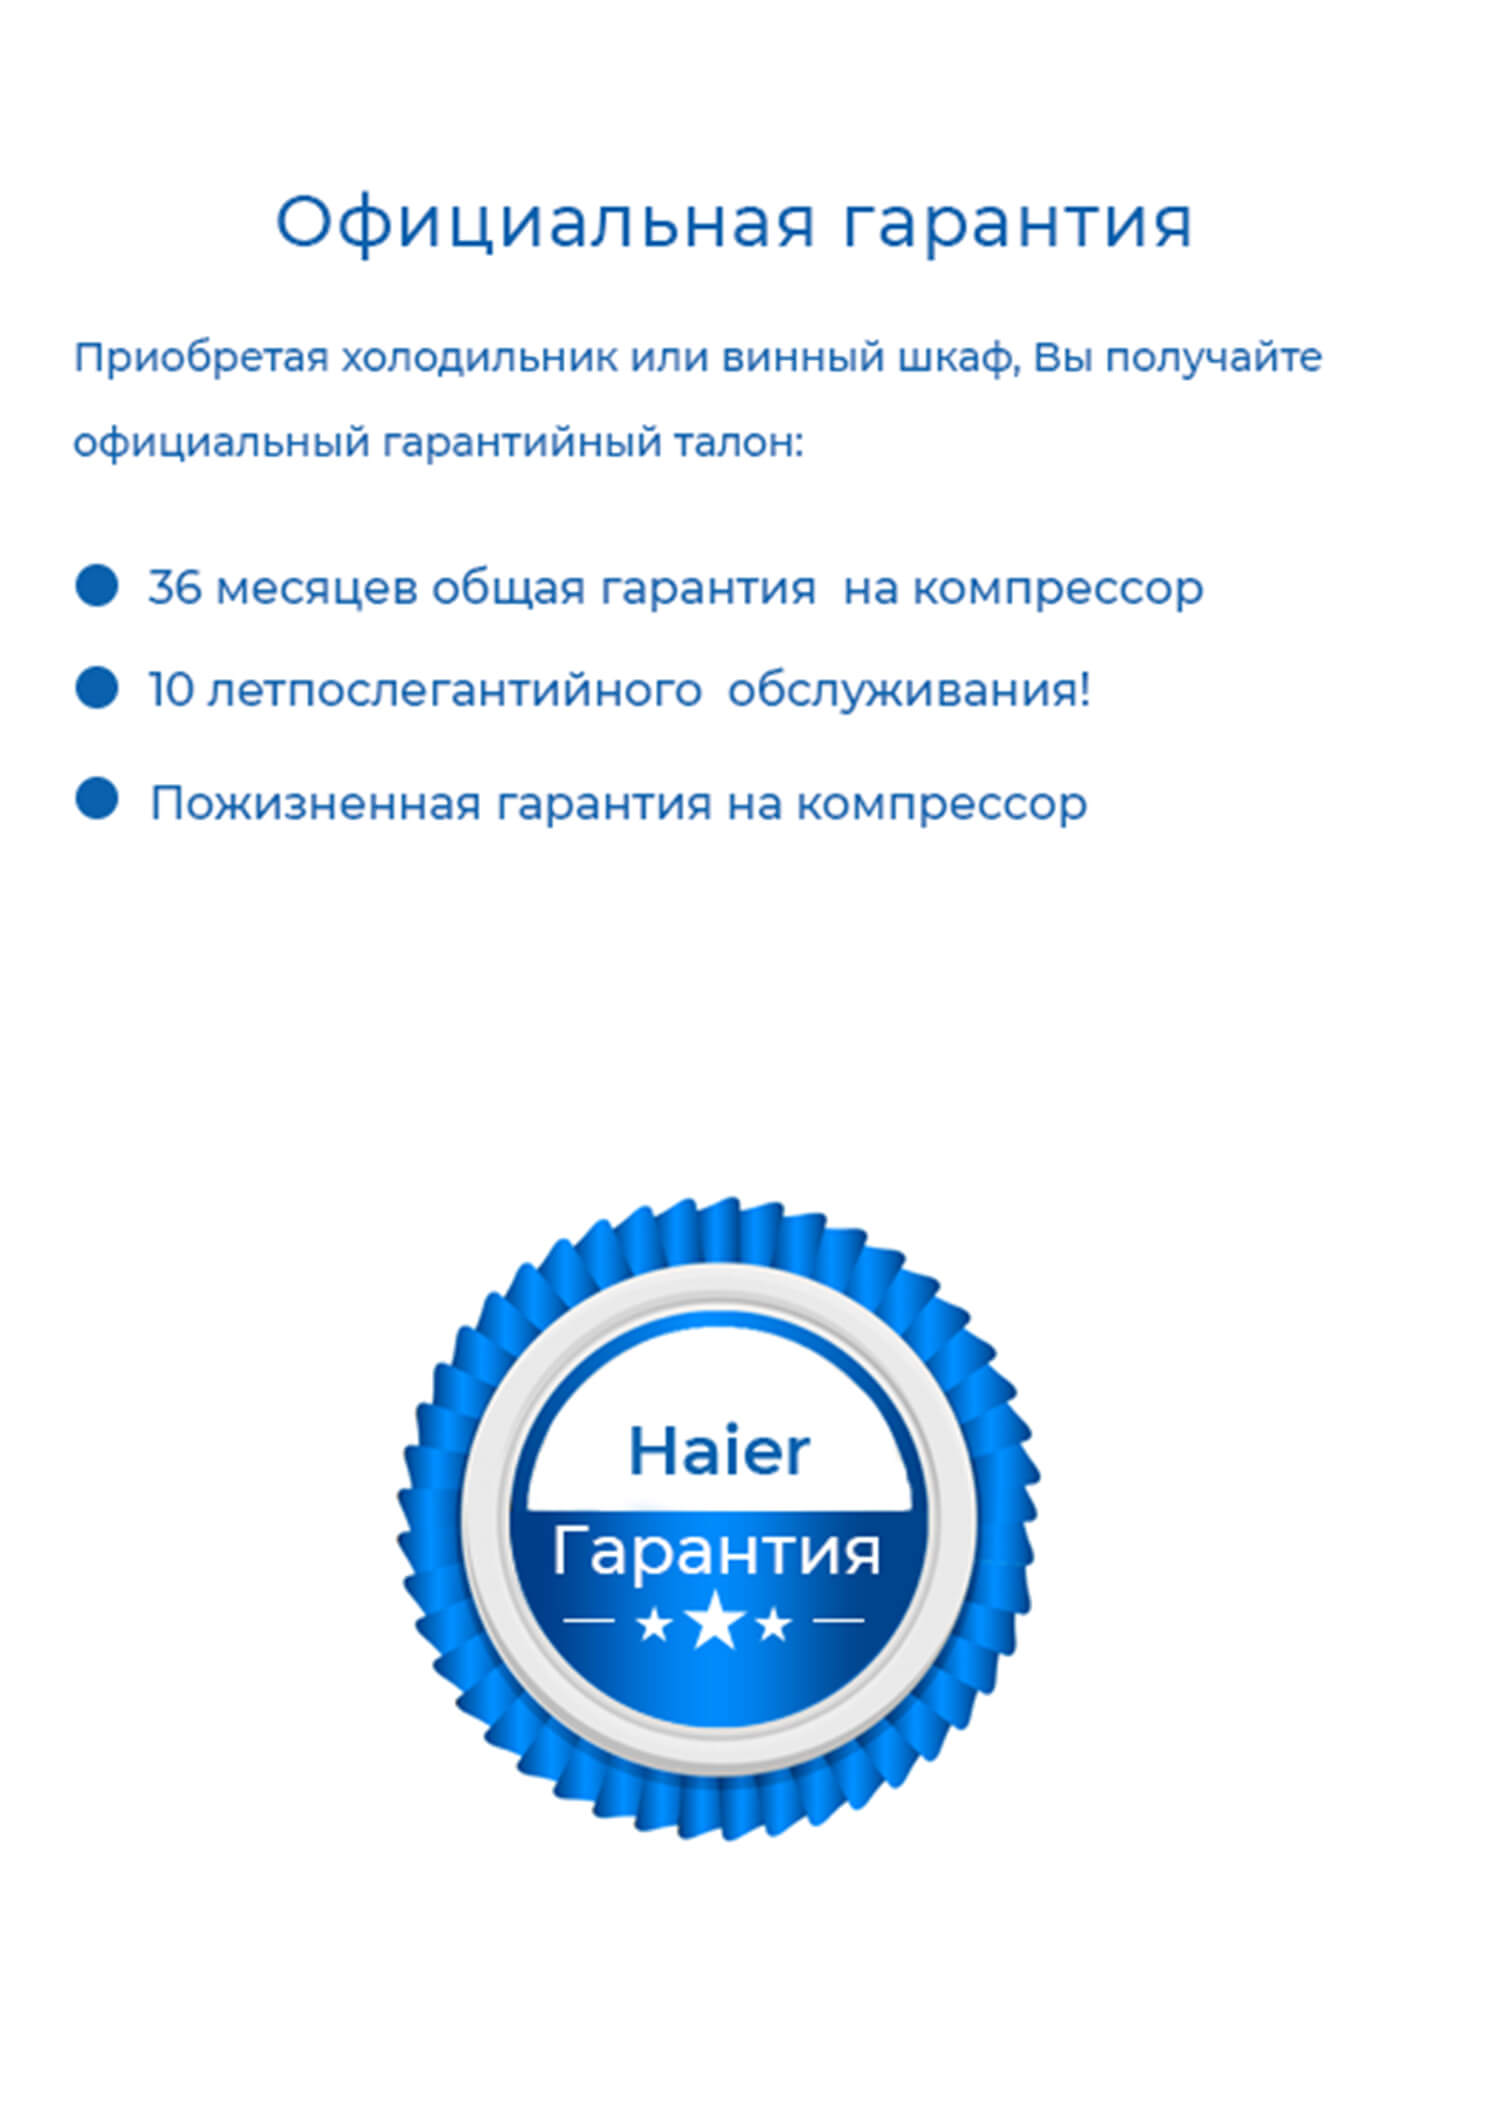 Официальная гарантия
Приобретая холодильник или винный шкаф, Вы получайте
официальный гарантийный талон:
36 месяцев общая гарантия на компрессор
10 летпослегантийного обслуживания!
Пожизненная гарантия на компрессор
Haier
Гарантия